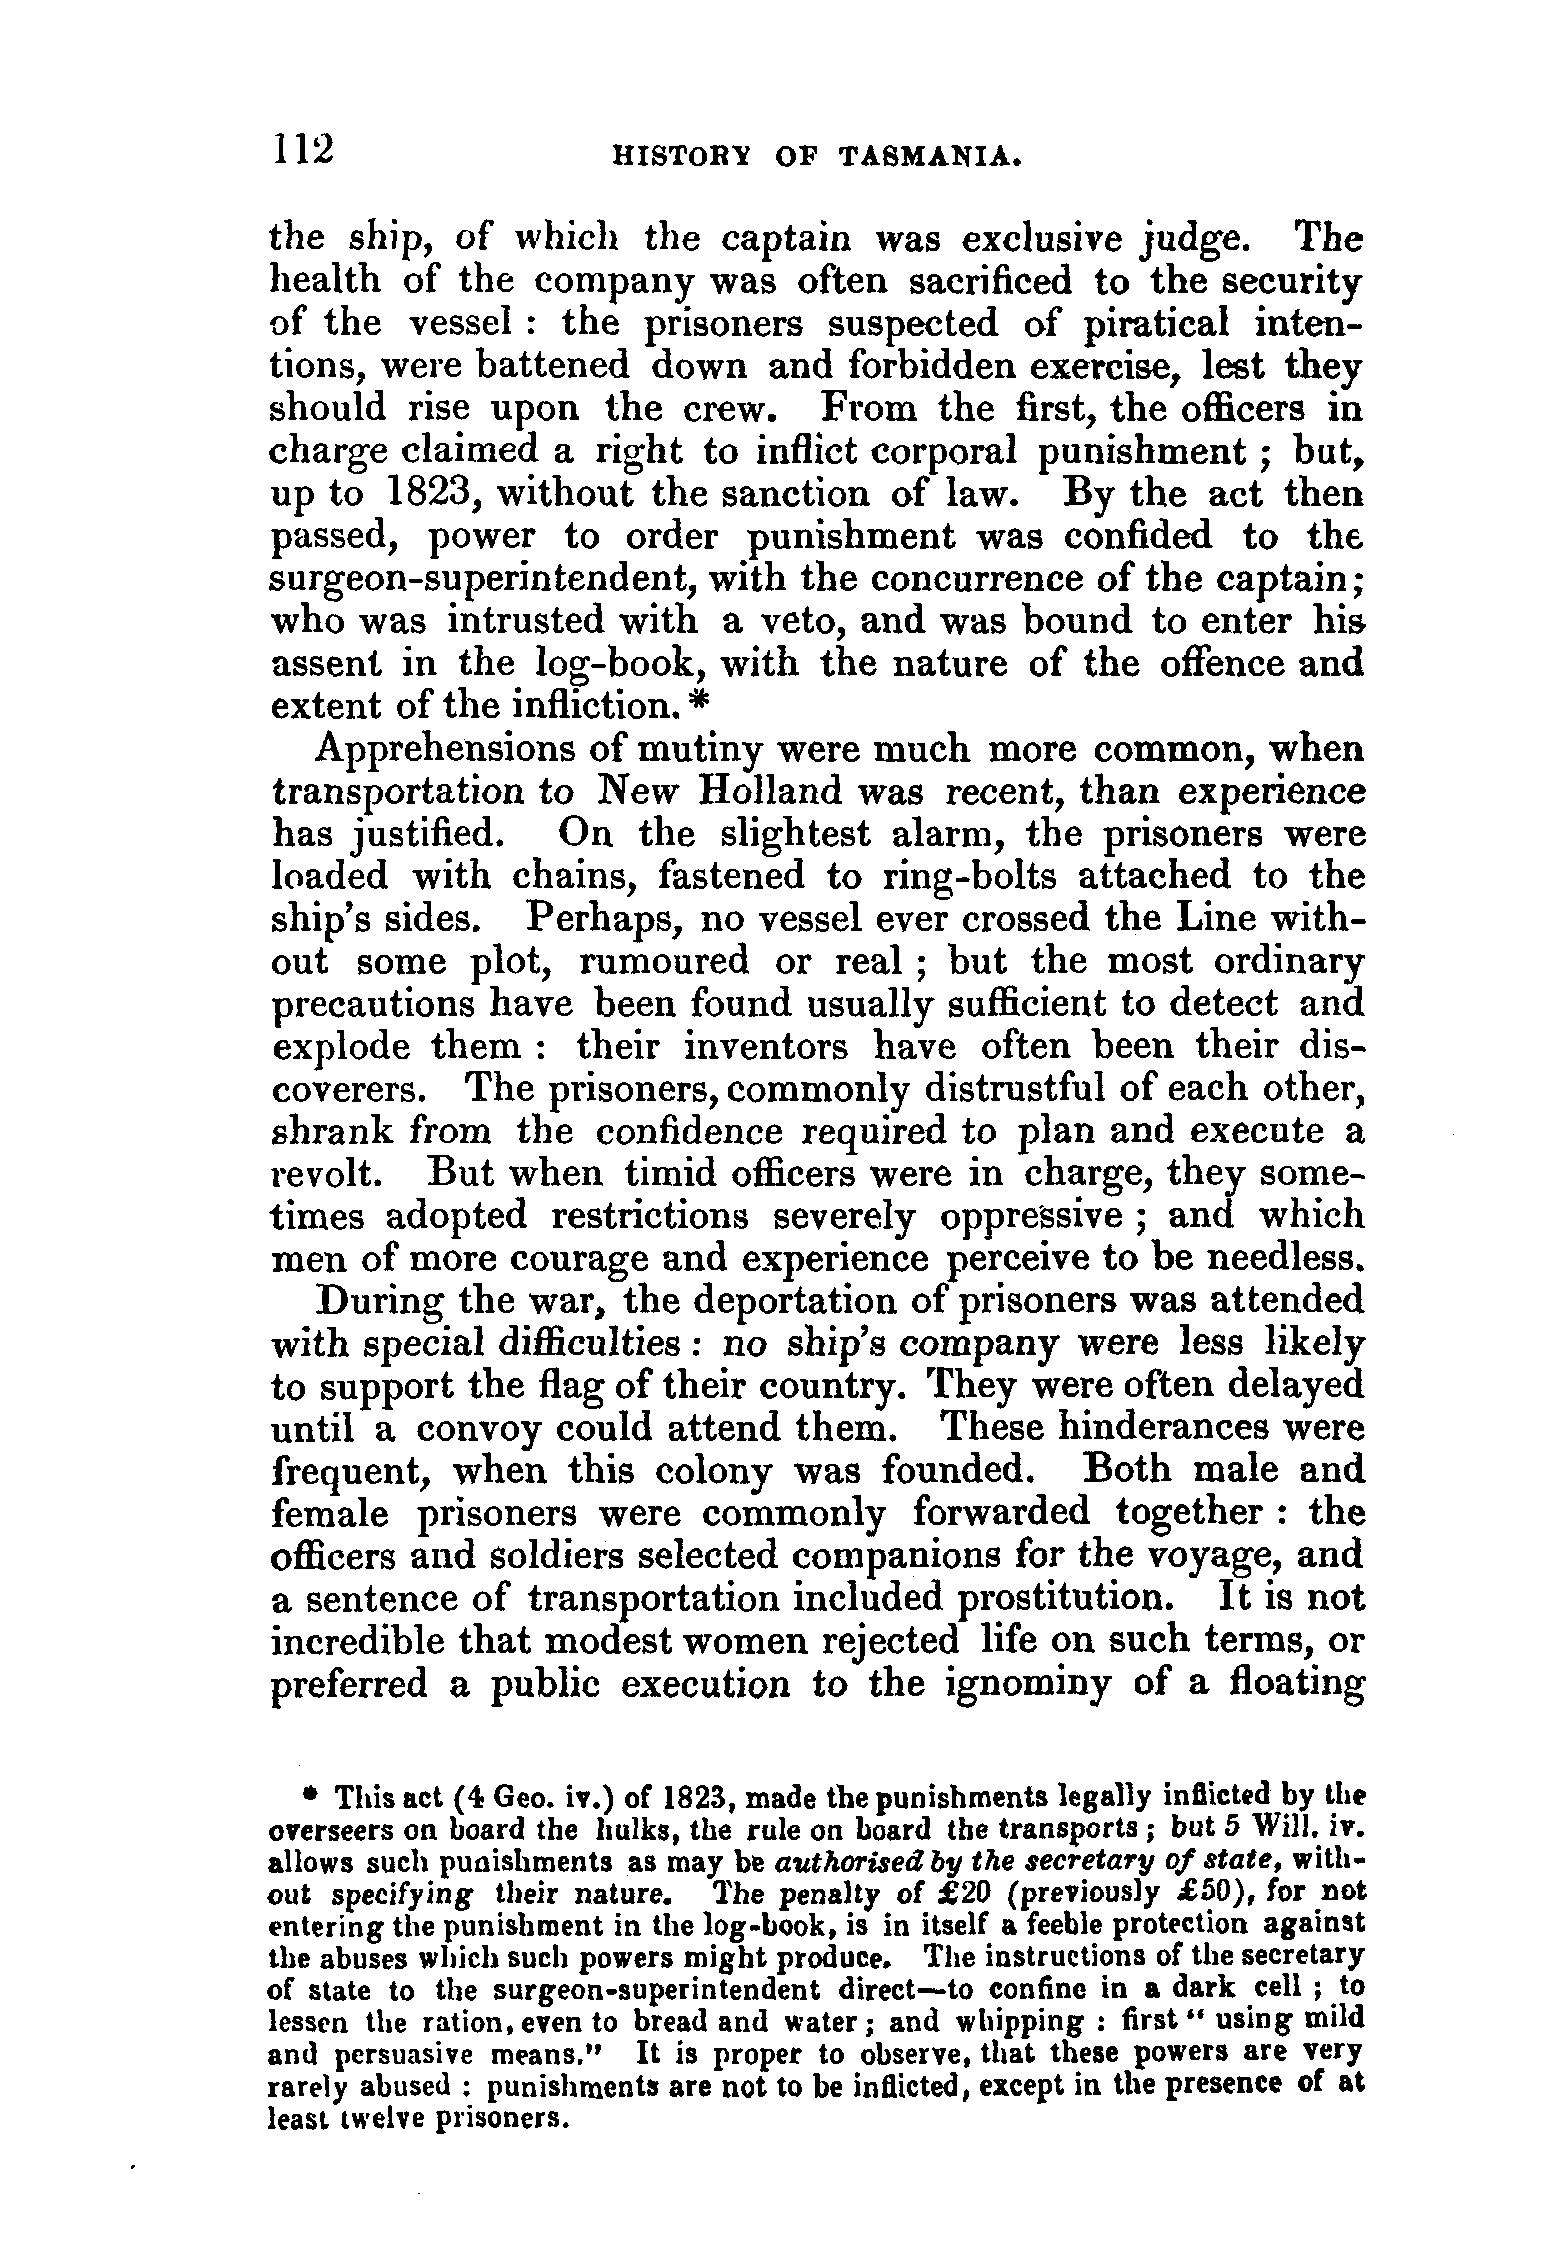 112 HISTORY OF TASMANIA.
the ship, of which the captain was exclusive judge. The
health of the company was often sacrificed to the security
of the vessel : the prisoners suspected of piratical inten-
tions, were battened down and forbidden exercise, lest they
should rise upon the crew. From the first, the officers in
charge claimed a right to inflict corporal punishment ; but,
up to 1823, without the sanction of law. By the act then
passed, power to order punishment was confided to the
surgeon-superintendent, with the concurrence of the captain;
who was intrusted with a veto, and was bound to enter his
assent in the log-book, with the nature of the offence and
extent of the infliction.*
Apprehensions of mutiny were much more common, when
transportation to New Holland was recent, than experience
has justified. On the slightest alarm, the prisoners were
loaded with chains, fastened to ring-bolts attached to the
ship's sides. Perhaps, no vessel ever crossed the Line with-
out some plot, rumoured or real ; but the most ordinary
precautions have been found usually sufficient to detect and
explode them : their inventors have often been their dis-
coverers. The prisoners, commonly distrustful of each other,
shrank from the confidence required to plan and execute a
revolt. But when timid officers were in charge, they some-
times adopted restrictions severely oppressive ; and which
men of more courage and experience perceive to be needless.
During the war, the deportation of prisoners was attended
with special difficulties : no ship's company were less likely
to support the flag of their country. They were often delayed
until a convoy could attend them. These hinderances were
frequent, when this colony was founded. Both male and
female prisoners were commonly forwarded together : the
officers and soldiers selected companions for the voyage, and
a sentence of transportation included prostitution. It is not
incredible that modest women rejected life on such terms, or
preferred a public execution to the ignominy of a floating
* This act (4 Geo. iv.) of 1823, made the punishments legally inflicted by the
overseers on board the hulks, the rule on board the transports ; but 5 Will. iv.
allows such punishments as may be authorised by the secretary of state, with-
out specifying their nature. The penalty of £20 (previously £50), for not
entering the punishment in the log-book, is in itself a feeble protection against
the abuses which such powers might produce. The instructions of the secretary
of state to the surgeon-superintendent direct—to confine in a dark cell ; to
lessen the ration, even to bread and water ; and whipping : first " using mild
and persuasive means." It is proper to observe, that these powers are very
rarely abused : punishments are not to be inflicted, except in the presence of at
least twelve prisoners.